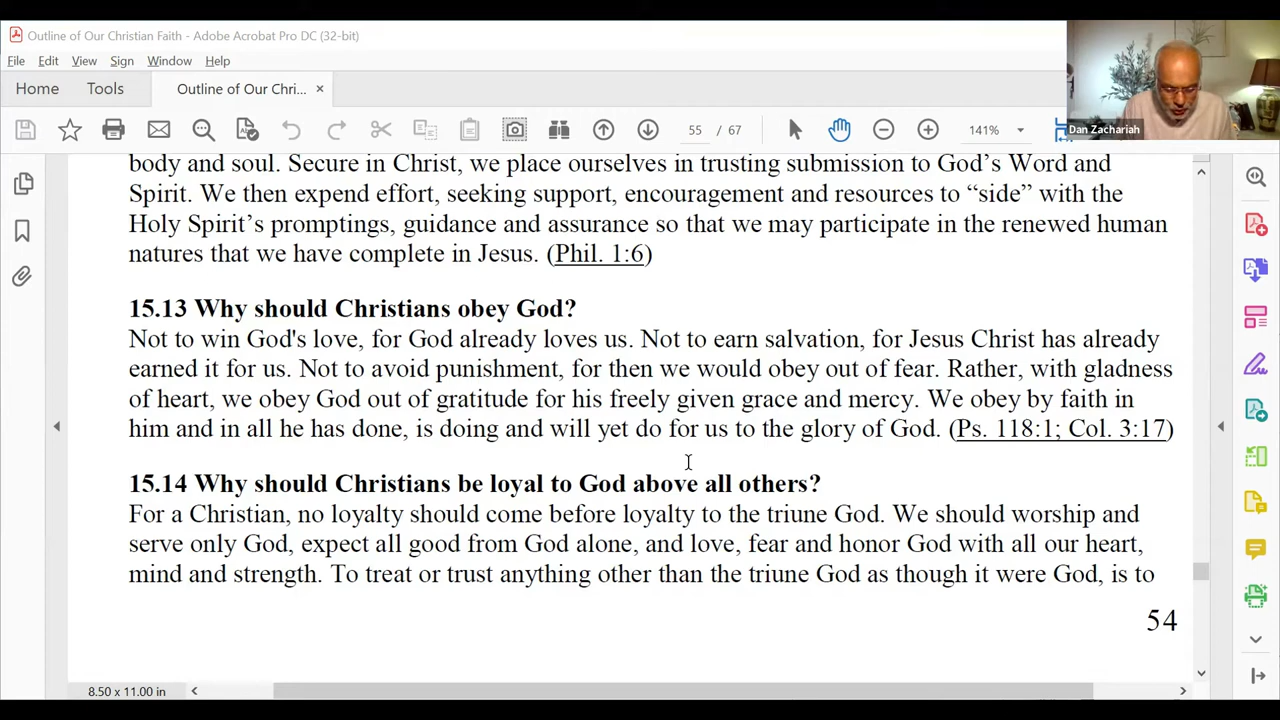 Outline of Our Christian Faith - Adobe Acrobat Pro DC (32-bit)
File Edit View Sign Window Help
Home Tools Outline of Our Chri... ×
55 / 67 141%
Dan Zachariah
body and soul. Secure in Christ, we place ourselves in trusting submission to God’s Word and
Spirit. We then expend effort, seeking support, encouragement and resources to “side” with the
Holy Spirit’s promptings, guidance and assurance so that we may participate in the renewed human
natures that we have complete in Jesus. (Phil. 1:6)
15.13 Why should Christians obey God?
Not to win God's love, for God already loves us. Not to earn salvation, for Jesus Christ has already
earned it for us. Not to avoid punishment, for then we would obey out of fear. Rather, with gladness
of heart, we obey God out of gratitude for his freely given grace and mercy. We obey by faith in
him and in all he has done, is doing and will yet do for us to the glory of God. (Ps. 118:1; Col. 3:17)
15.14 Why should Christians be loyal to God above all others?
For a Christian, no loyalty should come before loyalty to the triune God. We should worship and
serve only God, expect all good from God alone, and love, fear and honor God with all our heart,
mind and strength. To treat or trust anything other than the triune God as though it were God, is to
54
8.50 x 11.00 in